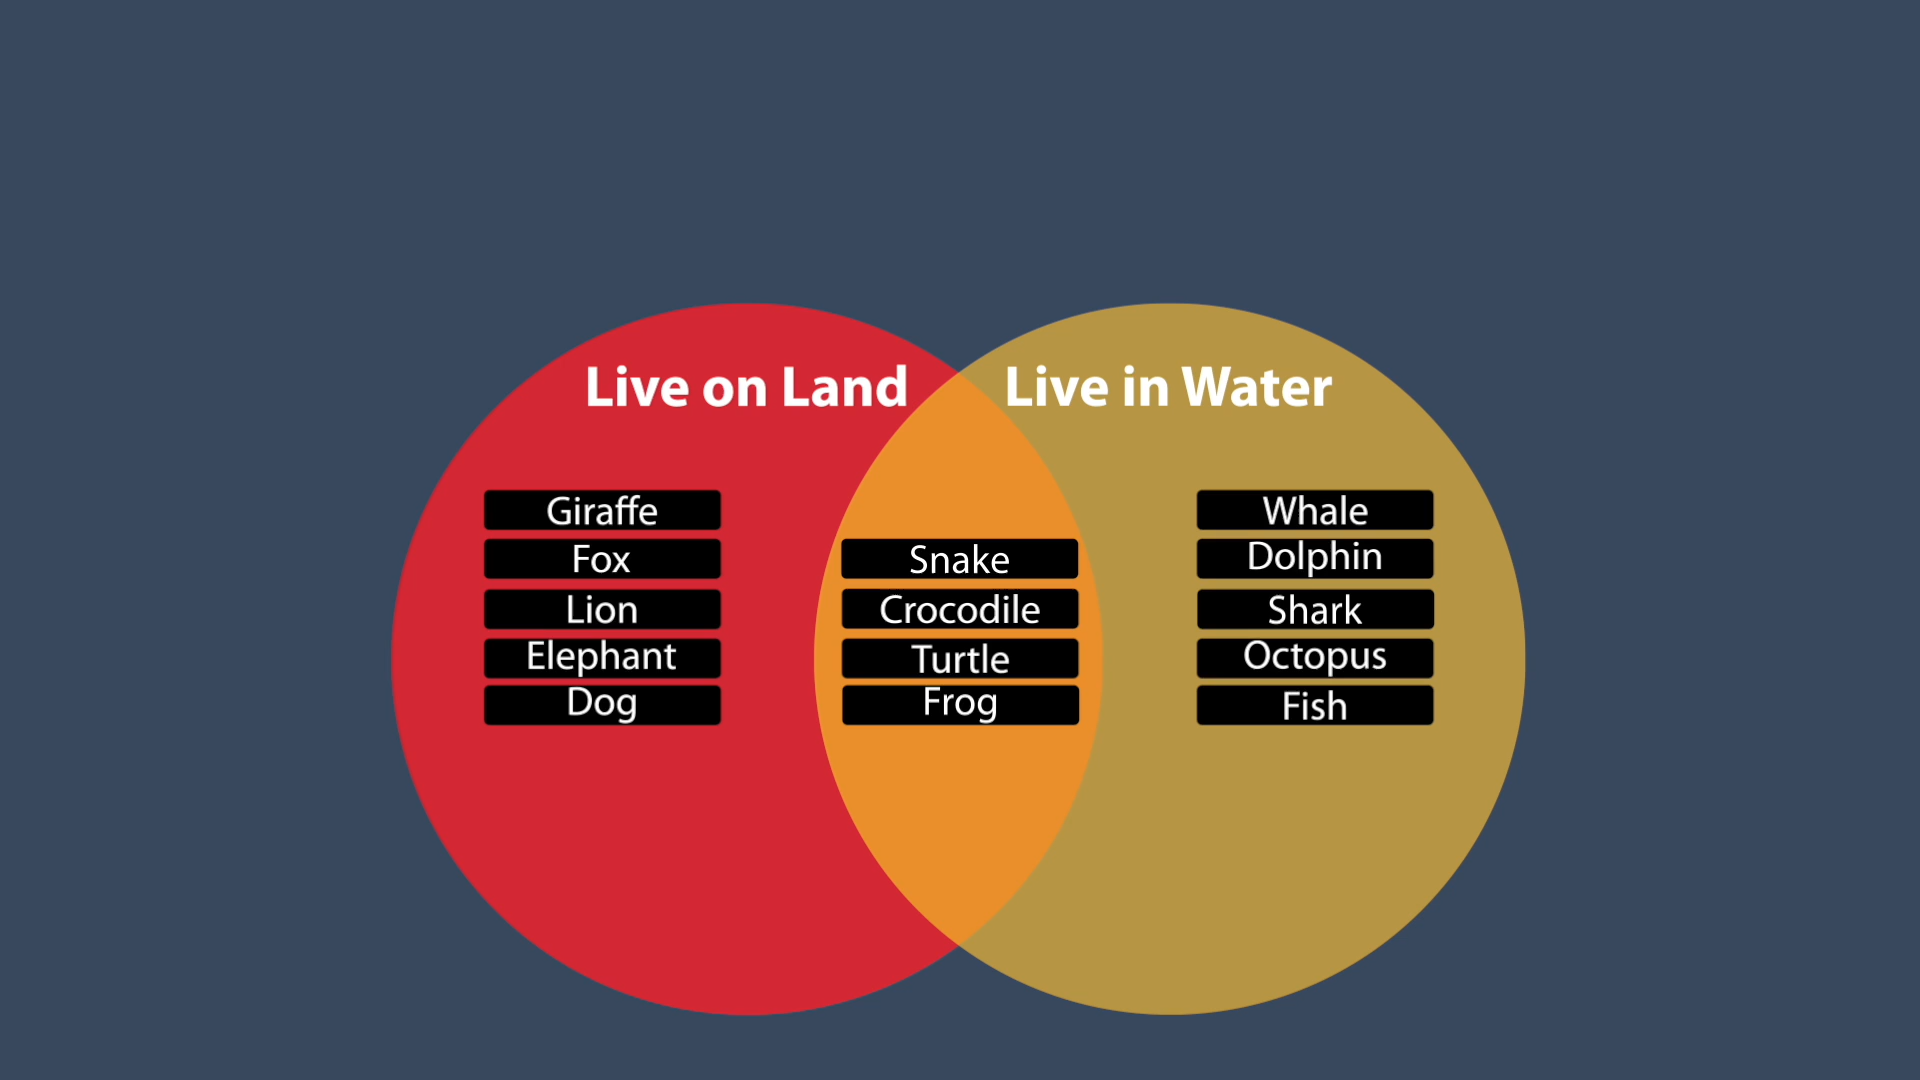 Live on Land
Live in Water
Giraffe
Fox
Lion
Elephant
Dog
Snake
Crocodile
Turtle
Frog
Whale
Dolphin
Shark
Octopus
Fish